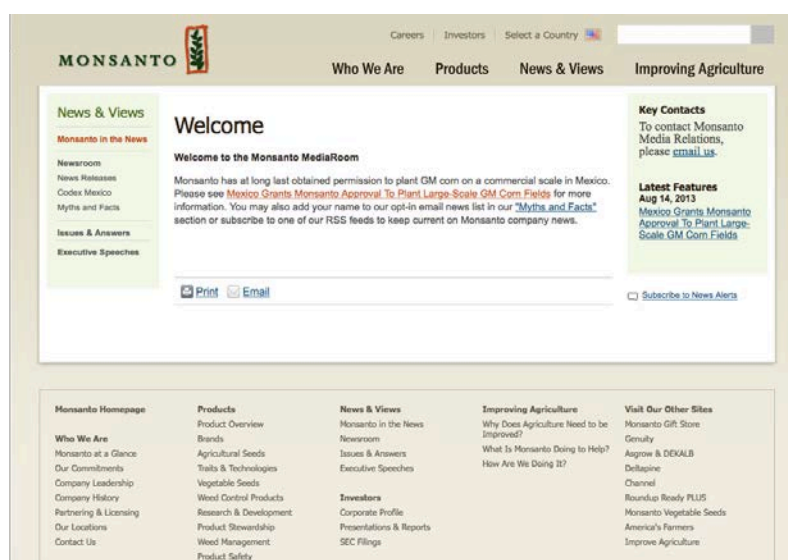 Careers Investors Select a Country
MONSANTO
Who We Are Products News & Views Improving Agriculture
News & Views
Monsanto in the News
Newsroom
News Releases
Codex Mexico
Myths and Facts
Issues & Answers
Executive Speeches
Welcome
Welcome to the Monsanto MediaRoom
Monsanto has at long last obtained permission to plant GM corn on a commercial scale in Mexico.
Please see Mexico Grants Monsanto Approval To Plant Large-Scale GM Corn Fields for more
information. You may also add your name to our opt-in email news list in our "Myths and Facts"
section or subscribe to one of our RSS feeds to keep current on Monsanto
company news.
Print Email
Key Contacts
To contact Monsanto
Media Relations,
please email us.
Latest Features
Aug 14, 2013
Mexico Grants Monsanto
Approval To Plant Large-
Scale GM Corn Fields
Subscribe to News Alerts
Monsanto Homepage
Who We Are
Monsanto at a Glance
Our Commitments
Company Leadership
Company History
Partnering & Licensing
Our Locations
Contact Us
Products
Product Overview
Brands
Agricultural Seeds
Traits & Technologies
Vegetable Seeds
Weed Control Products
Research & Development
Product Stewardship
Weed Management
Product Safety
News & Views
Monsanto in the News
Newsroom
Issues & Answers
Executive Speeches
Investors
Corporate Profile
Presentations & Reports
SEC Filings
Improving Agriculture
Why Does Agriculture Need to be
Improved?
What Is Monsanto Doing to Help?
How Are We Doing It?
Visit Our Other Sites
Monsanto Gift Store
Genuity
Asgrow & DEKALB
Deltapine
Channel
Roundup Ready PLUS
Monsanto Vegetable Seeds
America's Farmers
Improve Agriculture